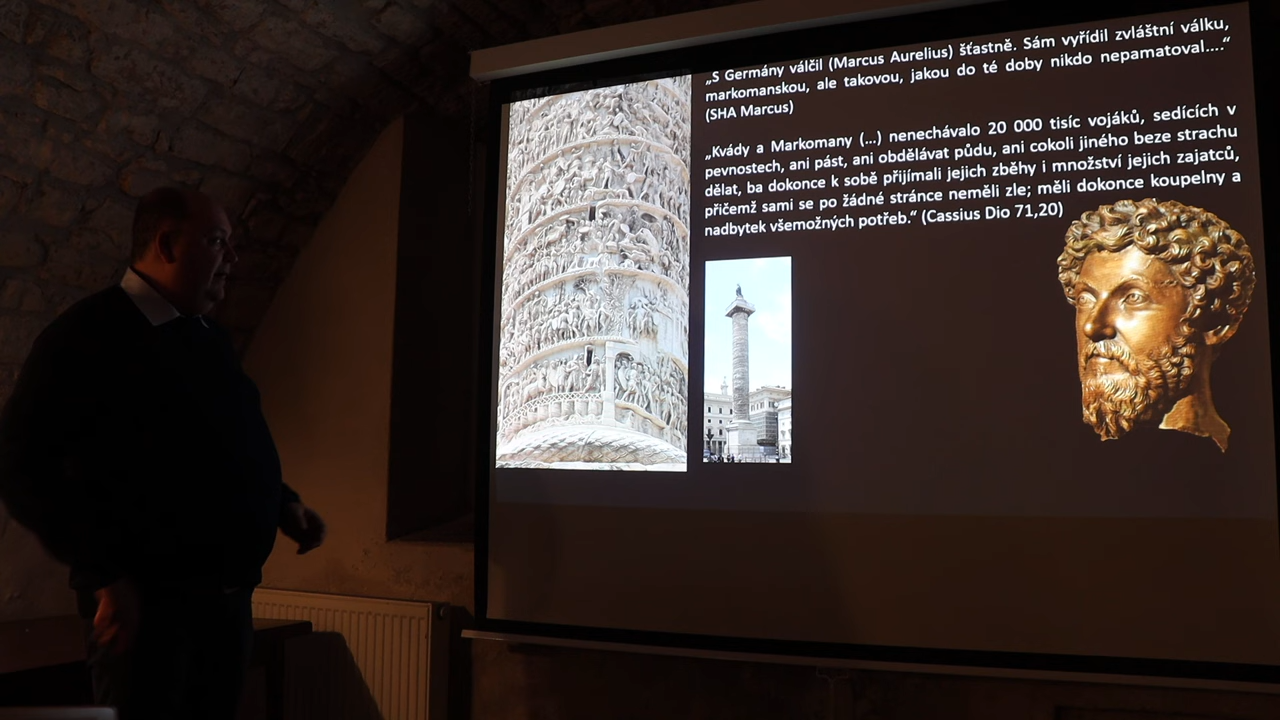 „S Germány válčil (Marcus Aurelius) šťastně. Sám vyřídil zvláštní válku,
markomanskou, ale takovou, jakou do té doby nikdo nepamatoval....“
(SHA Marcus)
„Kvády a Markomany (...) nenechávalo 20 000 tisíc vojáků, sedících v
pevnostech, ani pást, ani obdělávat půdu, ani cokoli jiného beze strachu
dělat, ba dokonce k sobě přijímali jejich zběhy i množství jejich zajatců,
přičemž sami se po žádné stránce neměli zle; měli dokonce koupelny a
nadbytek všemožných potřeb.“ (Cassius Dio 71,20)